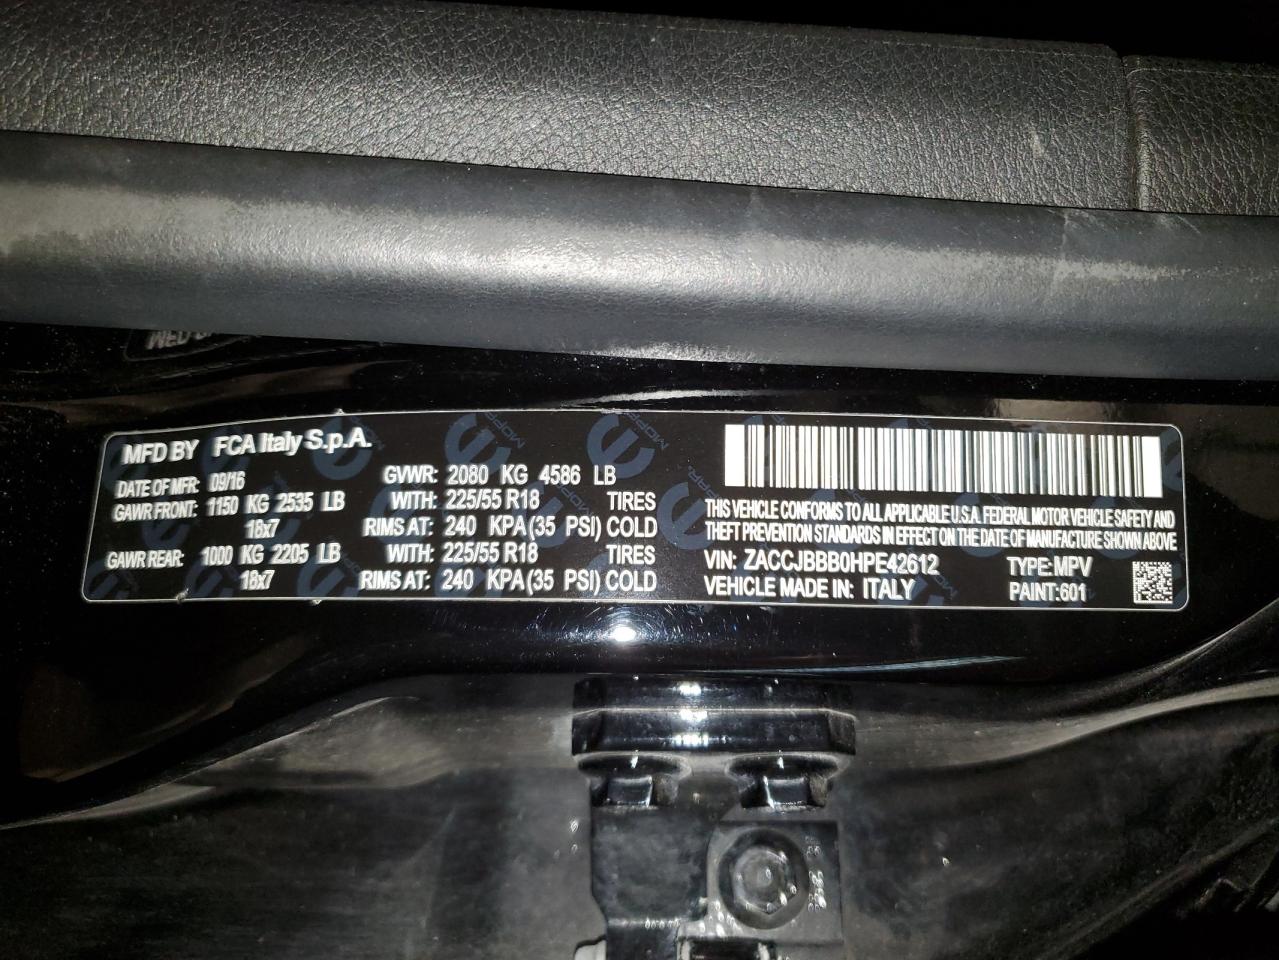 MFD BY FCA Italy S.p.A.
DATE OF MFR: 09/16 GVWR: 2080 KG 4586 LB
GAWR FRONT: 1150 KG 2535 LB WITH: 225/55 R18 TIRES
18x7 RIMS AT: 240 KPA(35 PSI) COLD
GAWR REAR: 1000 KG 2205 LB WITH: 225/55 R18 TIRES
18x7 RIMS AT: 240 KPA(35 PSI) COLD
THIS VEHICLE CONFORMS TO ALL APPLICABLE U.S.A. FEDERAL MOTOR VEHICLE SAFETY AND
THEFT PREVENTION STANDARDS IN EFFECT ON THE DATE OF MANUFACTURE SHOWN ABOVE
VIN: ZACCJBBB0HPE42612 TYPE:MPV
VEHICLE MADE IN: ITALY PAINT:601
MOPAR